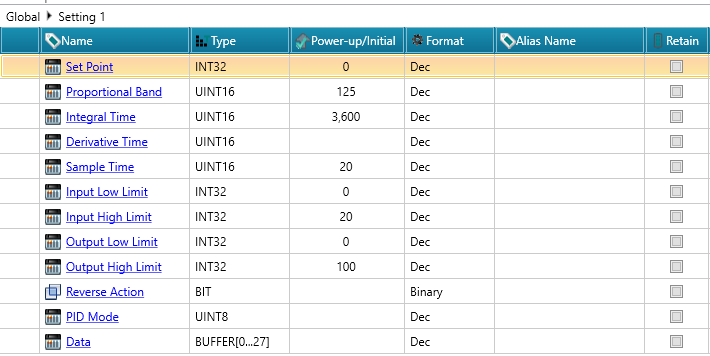 Global ▶ Setting 1
Name Type Power-up/Initial Format Alias Name Retain
Set Point INT32 0 Dec
Proportional Band UINT16 125 Dec
Integral Time UINT16 3,600 Dec
Derivative Time UINT16 Dec
Sample Time UINT16 20 Dec
Input Low Limit INT32 0 Dec
Input High Limit INT32 20 Dec
Output Low Limit INT32 0 Dec
Output High Limit INT32 100 Dec
Reverse Action BIT Binary
PID Mode UINT8 Dec
Data BUFFER[0...27] Dec